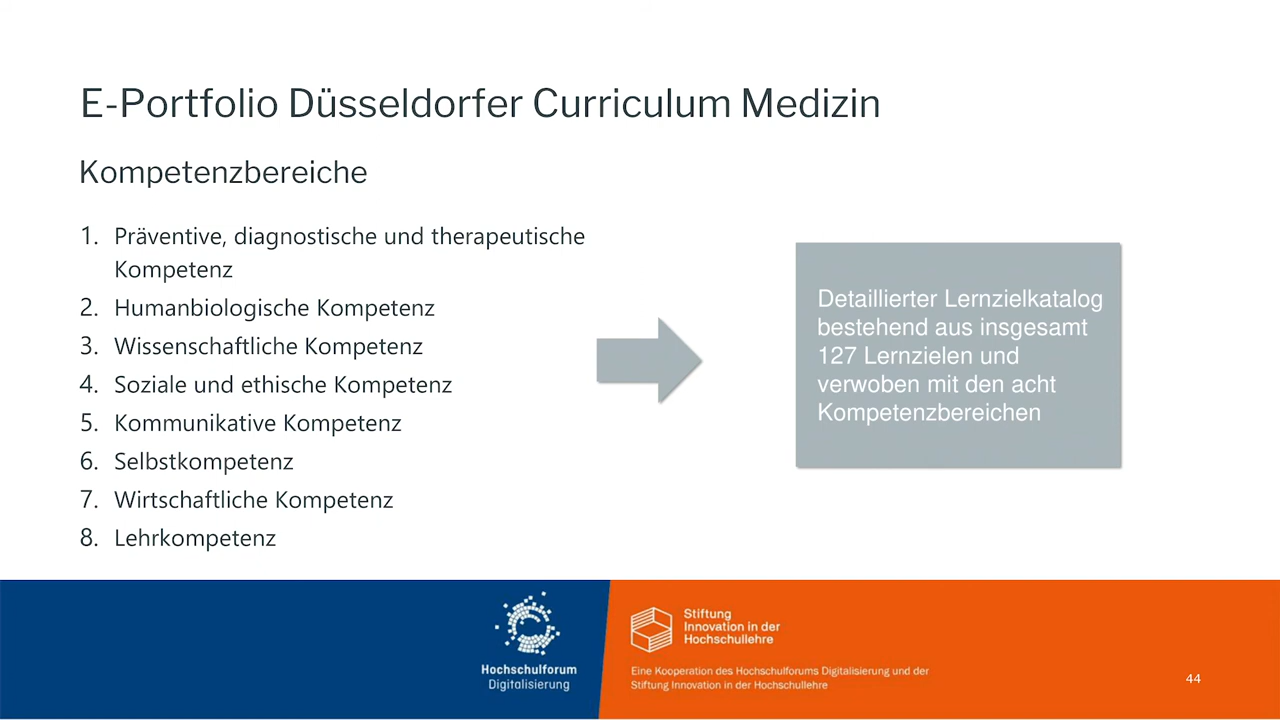 E-Portfolio Düsseldorfer Curriculum Medizin
Kompetenzbereiche
1. Präventive, diagnostische und therapeutische
Kompetenz
2. Humanbiologische Kompetenz
3. Wissenschaftliche Kompetenz
4. Soziale und ethische Kompetenz
5. Kommunikative Kompetenz
6. Selbstkompetenz
7. Wirtschaftliche Kompetenz
8. Lehrkompetenz
Detaillierter Lernzielkatalog
bestehend aus insgesamt
127 Lernzielen und
verwoben mit den acht
Kompetenzbereichen
Hochschulforum
Digitalisierung
Stiftung
Innovation in der
Hochschullehre
Eine Kooperation des Hochschulforums Digitalisierung und der
Stiftung Innovation in der Hochschullehre
44